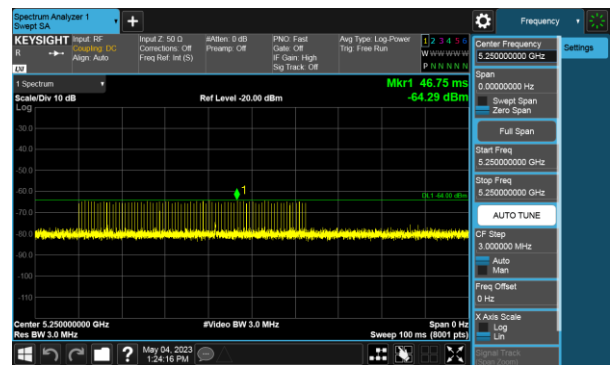 Spectrum Analyzer 1
Swept SA
Frequency
KEYSIGHT
R
Input: RF
Coupling: DC
Align: Auto
Input Z: 50 Ω
Corrections: Off
Freq Ref: Int (S)
#Atten: 0 dB
Preamp: Off
PNO: Fast
Gate: Off
IF Gain: High
Sig Track: Off
Avg Type: Log-Power
Trig: Free Run
1 2 3 4 5 6
W W W W W W
P N N N N N
LXI
Center Frequency
5.250000000 GHz
Settings
Span
0.00000000 Hz
Swept Span
Zero Span
Full Span
Start Freq
5.250000000 GHz
Stop Freq
5.250000000 GHz
AUTO TUNE
CF Step
3.000000 MHz
Auto
Man
Freq Offset
0 Hz
X Axis Scale
Log
Lin
Signal Track
(Span Zoom)
1 Spectrum
Scale/Div 10 dB
Log
Ref Level -20.00 dBm
Mkr1 46.75 ms
-64.29 dBm
-30.0
-40.0
-50.0
-60.0
-70.0
-80.0
-90.0
-100
-110
1
DL1 -64.00 dBm
Center 5.250000000 GHz
Res BW 3.0 MHz
#Video BW 3.0 MHz
Span 0 Hz
Sweep 100 ms (8001 pts)
?
May 04, 2023
1:24:16 PM